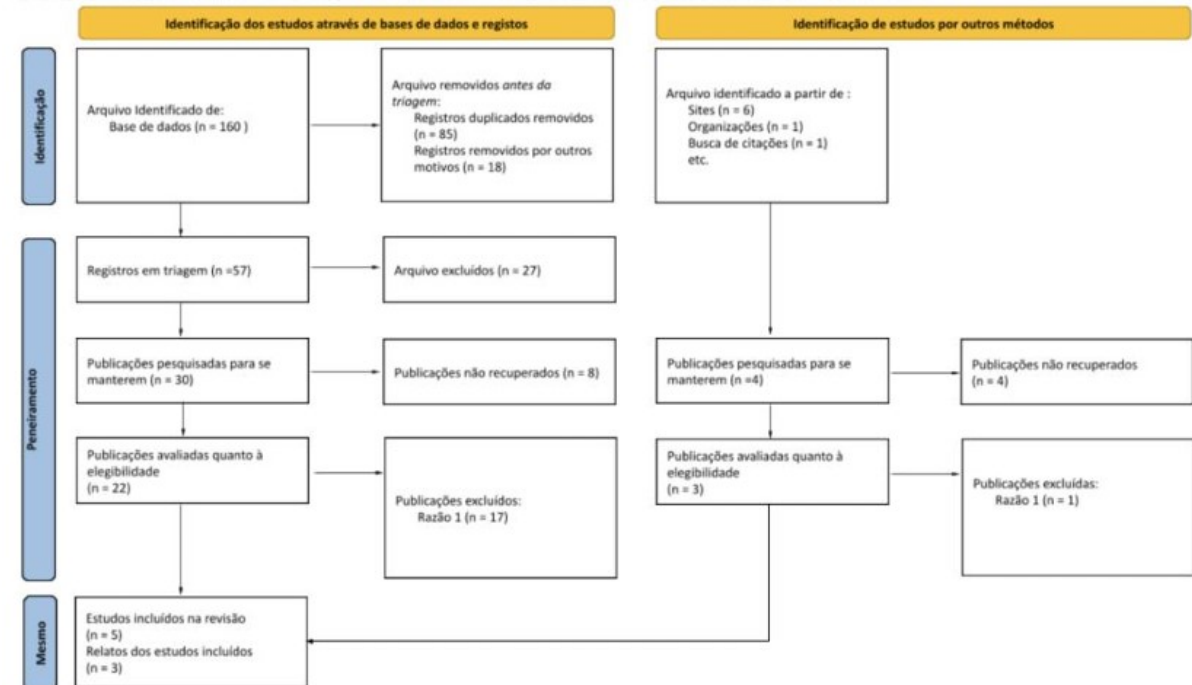 Identificação dos estudos através de bases de dados e registos
Identificação de estudos por outros métodos
Identificação
Arquivo Identificado de:
Base de dados (n = 160 )
Arquivo removidos antes da
triagem:
Registros duplicados removidos
(n = 85)
Registros removidos por outros
motivos (n = 18)
Arquivo identificado a partir de :
Sites (n = 6)
Organizações (n = 1)
Busca de citações (n = 1)
etc.
Peneiramento
Registros em triagem (n =57)
Arquivo excluídos (n = 27)
Publicações pesquisadas para se
manterem (n = 30)
Publicações não recuperados (n = 8)
Publicações pesquisadas para se
manterem (n =4)
Publicações não recuperados
(n = 4)
Publicações avaliadas quanto à
elegibilidade
(n = 22)
Publicações excluídos:
Razão 1 (n = 17)
Publicações avaliadas quanto à
elegibilidade
(n = 3)
Publicações excluídas:
Razão 1 (n = 1)
Mesmo
Estudos incluídos na revisão
(n = 5)
Relatos dos estudos incluídos
(n = 3)